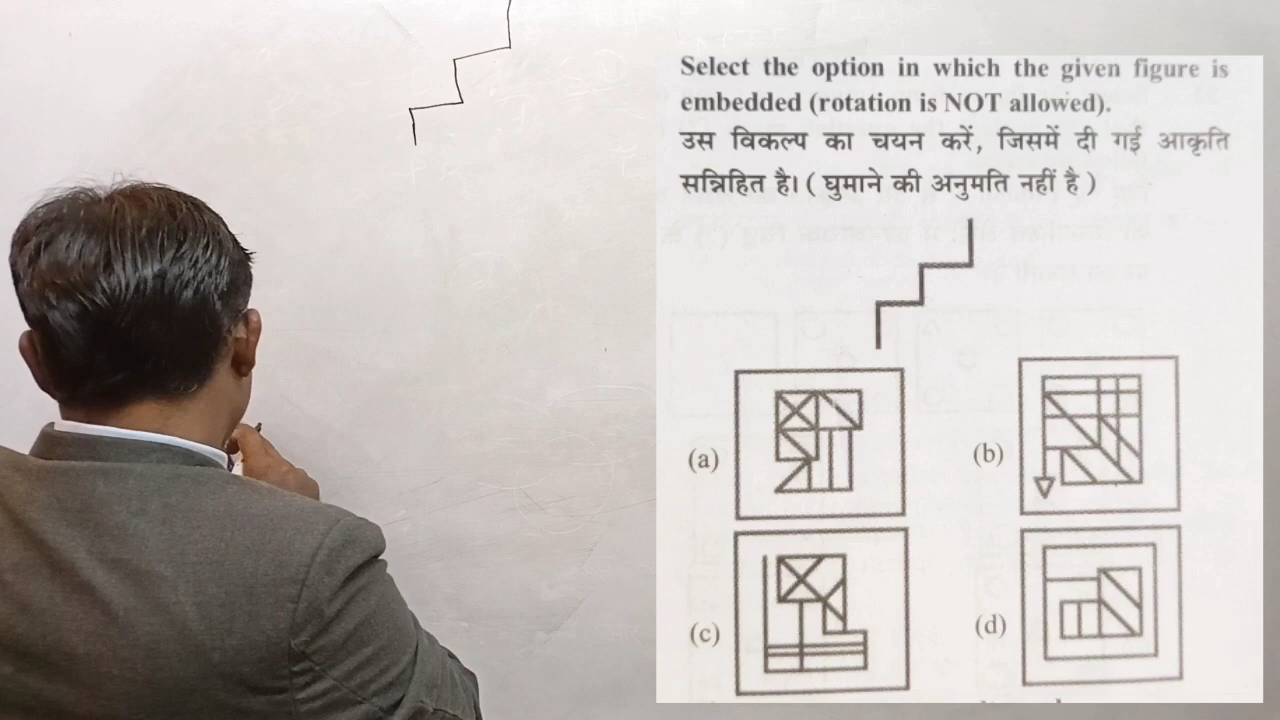 Select the option in which the given figure is
embedded (rotation is NOT allowed).
उस विकल्प का चयन करें, जिसमें दी गई आकृति
सन्निहित है। ( घुमाने की अनुमति नहीं है )
(a)
(b)
(c)
(d)